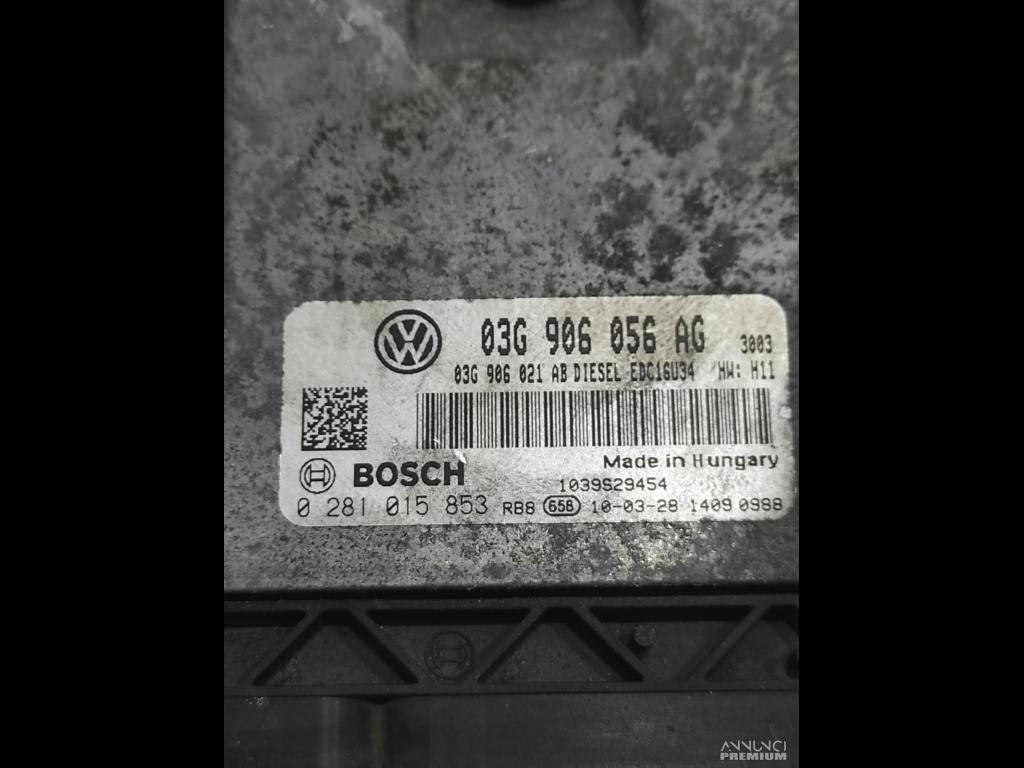 03G 906 056 AG 3003
03G 906 021 AB DIESEL EDC16U34 HW: H11
Made in Hungary
BOSCH
1039S29454
0 281 015 853 RB8 658 10-03-28 1409 0988
ANNUNCI
PREMIUM